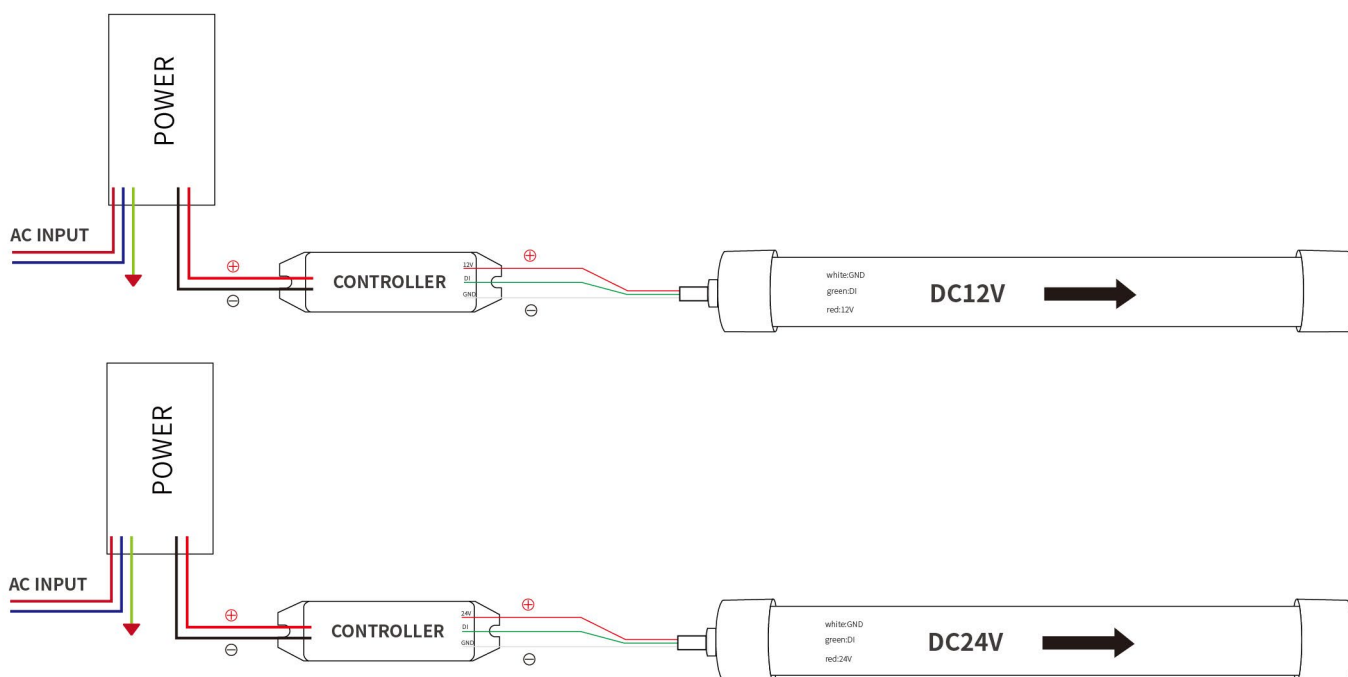 POWER
AC INPUT
CONTROLLER
12V
DI
GND
white:GND
green:DI
red:12V
DC12V
POWER
AC INPUT
CONTROLLER
24V
DI
GND
white:GND
green:DI
red:24V
DC24V